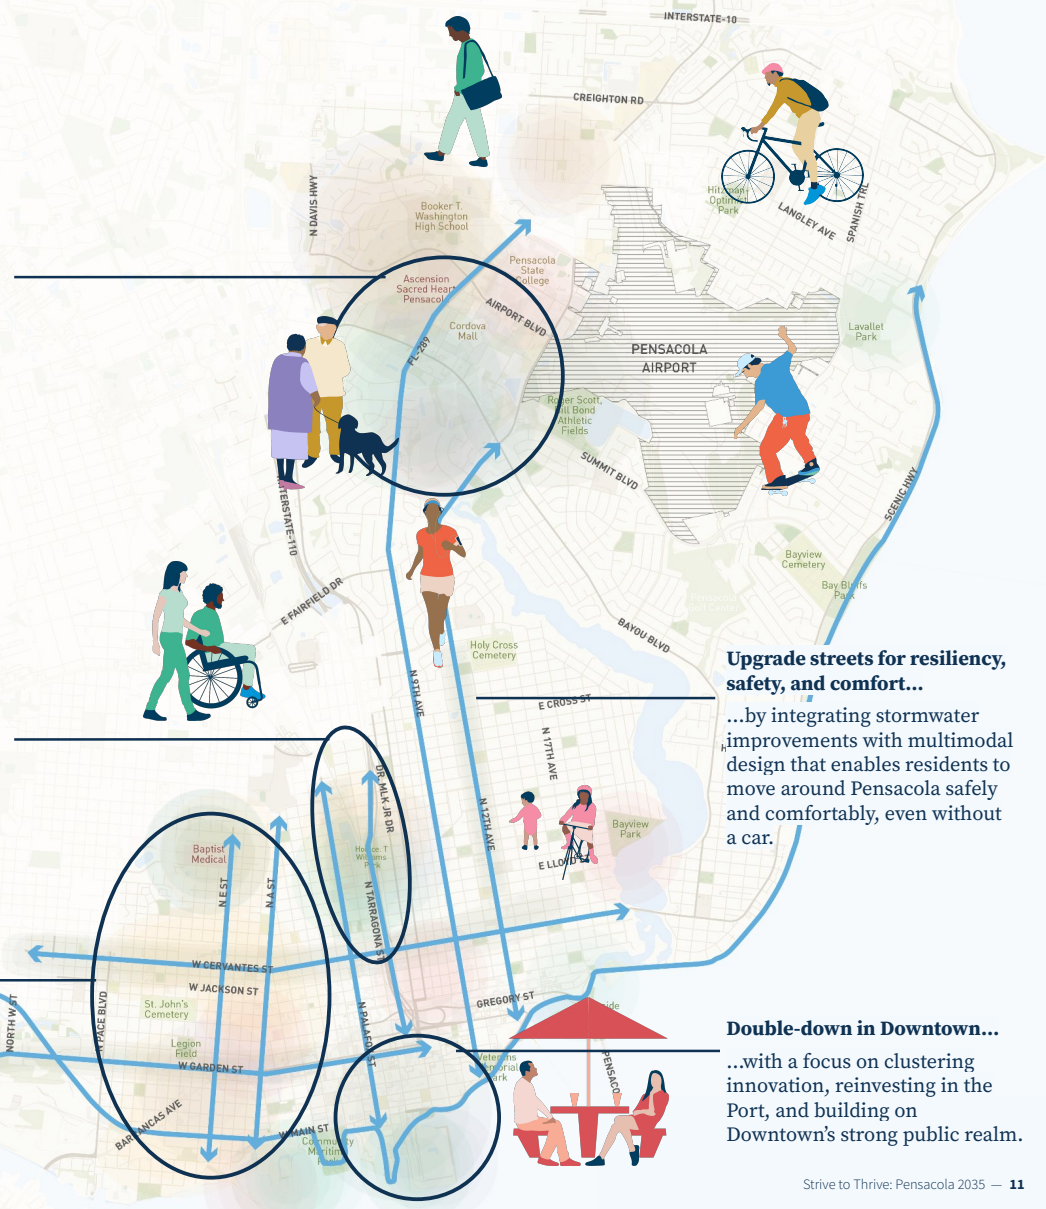 INTERSTATE-10
CREIGHTON RD
Hitzman-
Optimist
Park
LANGLEY AVE
SPANISH TRL
N DAVIS HWY
Booker T.
Washington
High School
Pensacola
State
College
Ascension
Sacred Heart
Pensacola
AIRPORT BLVD
Cordova
Mall
FL-289
PENSACOLA
AIRPORT
Lavallet
Park
Roger Scott,
Bill Bond
Athletic
Fields
SUMMIT BLVD
SCENIC HWY
INTERSTATE-110
Bayview
Cemetery
Bay Bluffs
Park
E FAIRFIELD DR
Pensacola
BAYOU BLVD
Holy Cross
Cemetery
N 9TH AVE
E CROSS ST
N 17TH AVE
Upgrade streets for resiliency,
safety, and comfort...
...by integrating stormwater
improvements with multimodal
design that enables residents to
move around Pensacola safely
and comfortably, even without
a car.
DR. MLK JR DR
N 12TH AVE
Bayview
Park
E LLOYD ST
Baptist
Medical
T
Williams
Park
N E ST
N A ST
N TARRAGONA ST
W CERVANTES ST
W JACKSON ST
St. John's
Cemetery
GREGORY ST
NORTH W ST
N PACE BLVD
N PALAFOX ST
Legion
Field
W GARDEN ST
Veterans
Memorial
Park
PENSACO
BARRANCAS AVE
W MAIN ST
Community
Maritime
Park
Double-down in Downtown...
...with a focus on clustering
innovation, reinvesting in the
Port, and building on
Downtown's strong public realm.
Strive to Thrive: Pensacola 2035 — 11